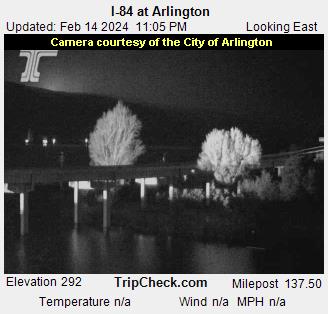 I-84 at Arlington
Updated: Feb 14 2024 11:05 PM Looking East
Camera courtesy of the City of Arlington
Elevation 292 TripCheck.com Milepost 137.50
Temperature n/a Wind n/a MPH n/a